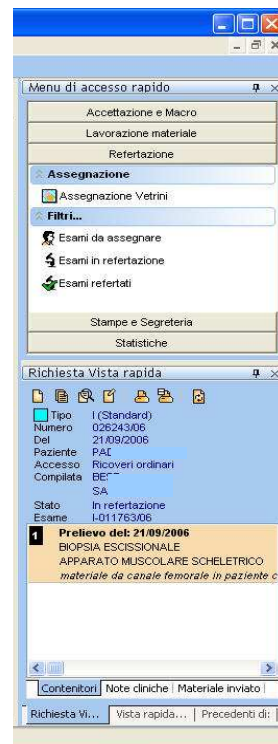 Menu di accesso rapido
Accettazione e Macro
Lavorazione materiale
Refertazione
Assegnazione
Assegnazione Vetrini
Filtri...
Esami da assegnare
Esami in refertazione
Esami refertati
Stampe e Segreteria
Statistiche
Richiesta Vista rapida
Tipo I (Standard)
Numero 026243/06
Del 21/09/2006
Paziente
Accesso Ricoveri ordinari
Compilata
SA
Stato In refertazione
Esame I-011763/06
1 Prelievo del: 21/09/2006
BIOPSIA ESCISSIONALE
APPARATO MUSCOLARE SCHELETRICO
materiale da canale femorale in paziente c
Contenitori Note cliniche Materiale inviato
Richiesta Vi... Vista rapida... Precedenti di: